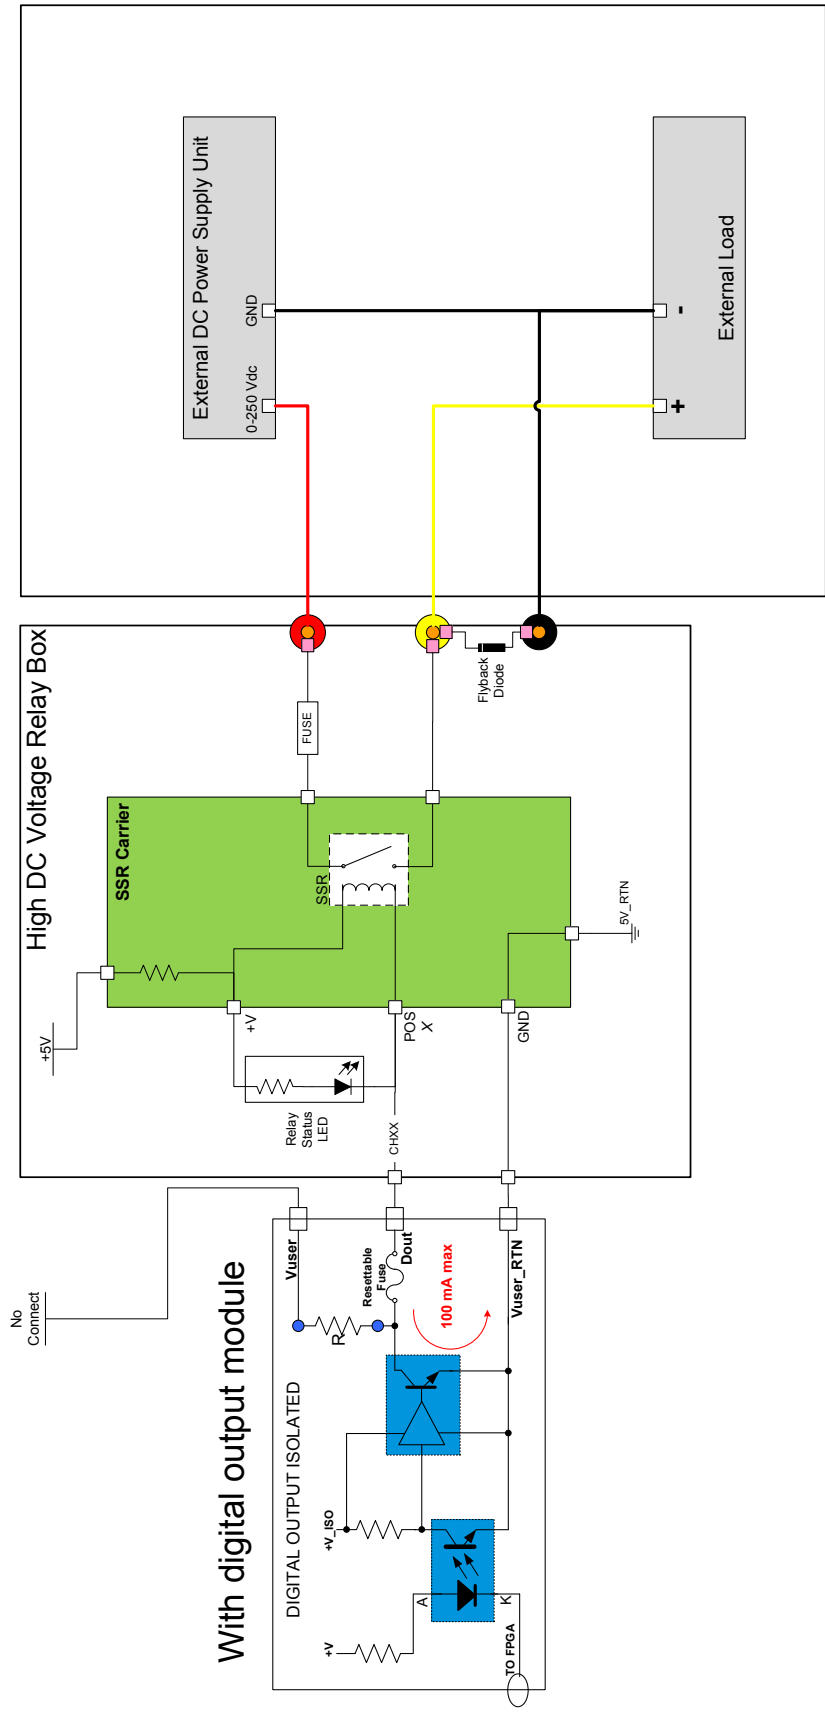 With digital output module
No
Connect
DIGITAL OUTPUT ISOLATED
+V
TO FPGA
A
K
+V_ISO
R
Vuser
Resettable
Fuse
Dout
100 mA max
Vuser_RTN
High DC Voltage Relay Box
+5V
Relay
Status
LED
CHXX
+V
POS
X
GND
SSR Carrier
SSR
5V_RTN
FUSE
Flyback
Diode
External DC Power Supply Unit
0-250 Vdc
GND
+
-
External Load